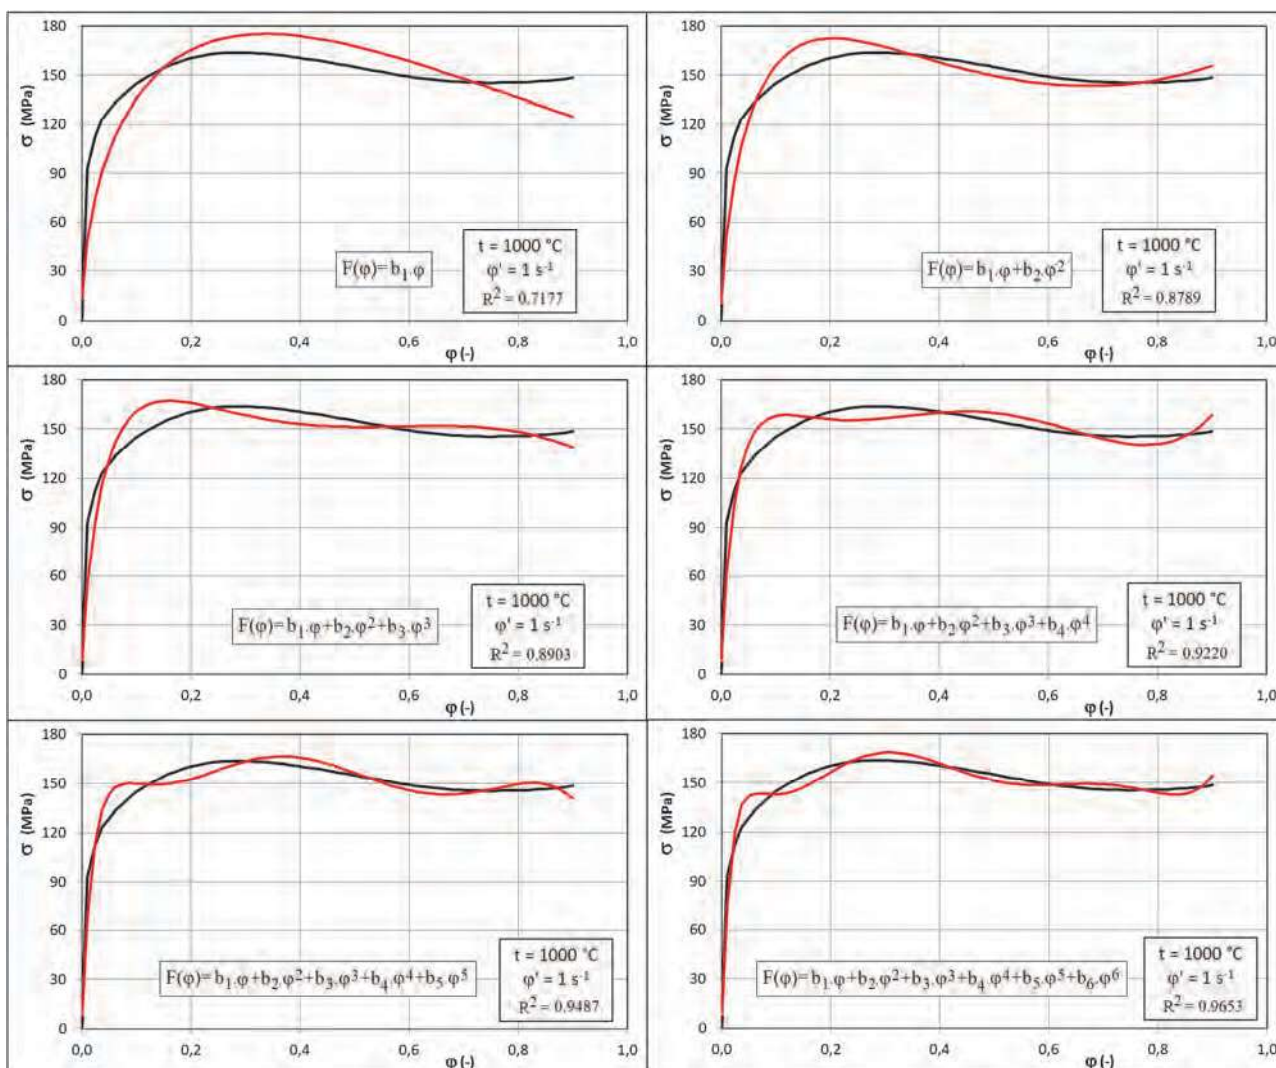 180
150
120
90
60
30
0
σ (MPa)
F(φ)=b₁.φ
t = 1000 °C
φ' = 1 s⁻¹
R² = 0.7177
0,0
0,2
0,4
0,6
0,8
1,0
φ (-)
180
150
120
90
60
30
0
σ (MPa)
F(φ)=b₁.φ+b₂.φ²
t = 1000 °C
φ' = 1 s⁻¹
R² = 0.8789
0,0
0,2
0,4
0,6
0,8
1,0
φ (-)
180
150
120
90
60
30
0
σ (MPa)
F(φ)=b₁.φ+b₂.φ²+b₃.φ³
t = 1000 °C
φ' = 1 s⁻¹
R² = 0.8903
0,0
0,2
0,4
0,6
0,8
1,0
φ (-)
180
150
120
90
60
30
0
σ (MPa)
F(φ)=b₁.φ+b₂.φ²+b₃.φ³+b₄.φ⁴
t = 1000 °C
φ' = 1 s⁻¹
R² = 0.9220
0,0
0,2
0,4
0,6
0,8
1,0
φ (-)
180
150
120
90
60
30
0
σ (MPa)
F(φ)=b₁.φ+b₂.φ²+b₃.φ³+b₄.φ⁴+b₅.φ⁵
t = 1000 °C
φ' = 1 s⁻¹
R² = 0.9487
0,0
0,2
0,4
0,6
0,8
1,0
φ (-)
180
150
120
90
60
30
0
σ (MPa)
F(φ)=b₁.φ+b₂.φ²+b₃.φ³+b₄.φ⁴+b₅.φ⁵+b₆.φ⁶
t = 1000 °C
φ' = 1 s⁻¹
R² = 0.9653
0,0
0,2
0,4
0,6
0,8
1,0
φ (-)